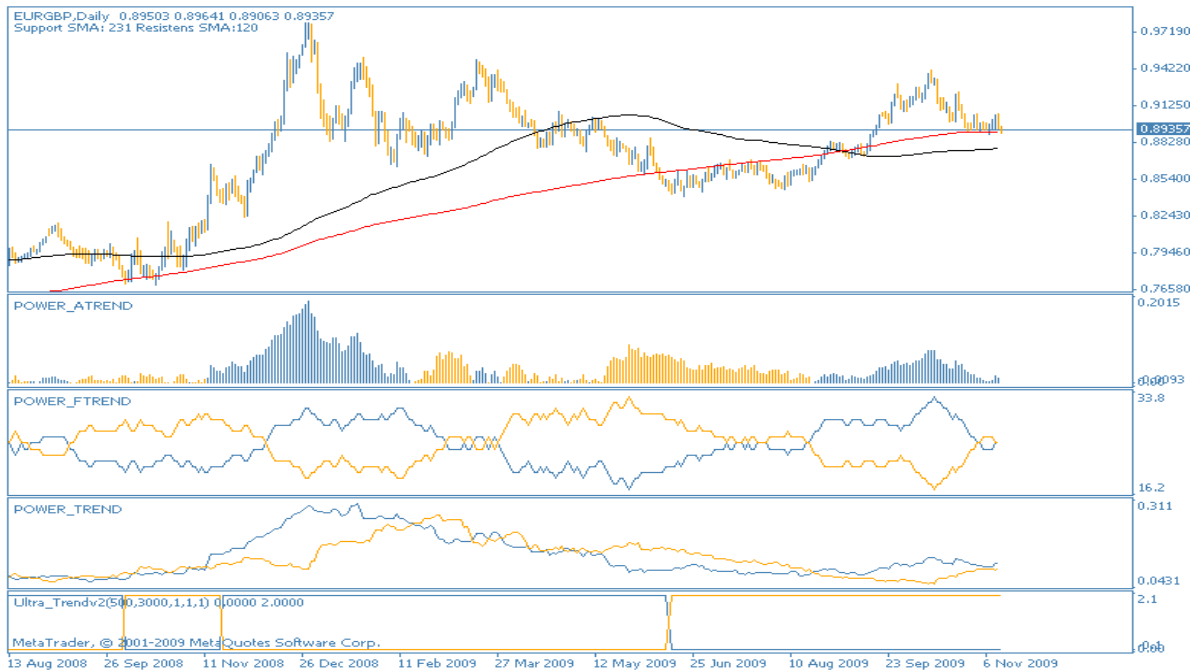 EURGBP,Daily 0.89503 0.89641 0.89063 0.89357
Support SMA: 231 Resistens SMA:120
0.97190
0.94220
0.91250
0.89357
0.88280
0.85400
0.82430
0.79460
0.76580
POWER_ATREND
0.2015
0.0093
POWER_FTREND
33.8
16.2
POWER_TREND
0.311
0.0431
Ultra_Trendv2(500,3000,1,1,1) 0.0000 2.0000
2.1
MetaTrader, © 2001-2009 MetaQuotes Software Corp.
13 Aug 2008 26 Sep 2008 11 Nov 2008 26 Dec 2008 11 Feb 2009 27 Mar 2009 12 May 2009 25 Jun 2009 10 Aug 2009 23 Sep 2009 6 Nov 2009